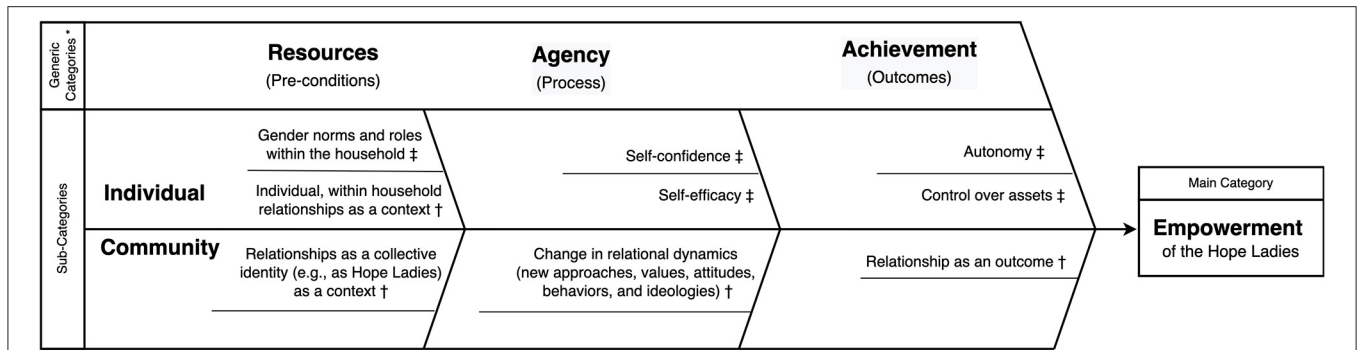 Generic
Categories *
Resources
(Pre-conditions)
Agency
(Process)
Achievement
(Outcomes)
Sub-Categories
Individual
Gender norms and roles
within the household ‡
Individual, within household
relationships as a context †
Self-confidence ‡
Self-efficacy ‡
Autonomy ‡
Control over assets ‡
Community
Relationships as a collective
identity (e.g., as Hope Ladies)
as a context †
Change in relational dynamics
(new approaches, values, attitudes,
behaviors, and ideologies) †
Relationship as an outcome †
Main Category
Empowerment
of the Hope Ladies